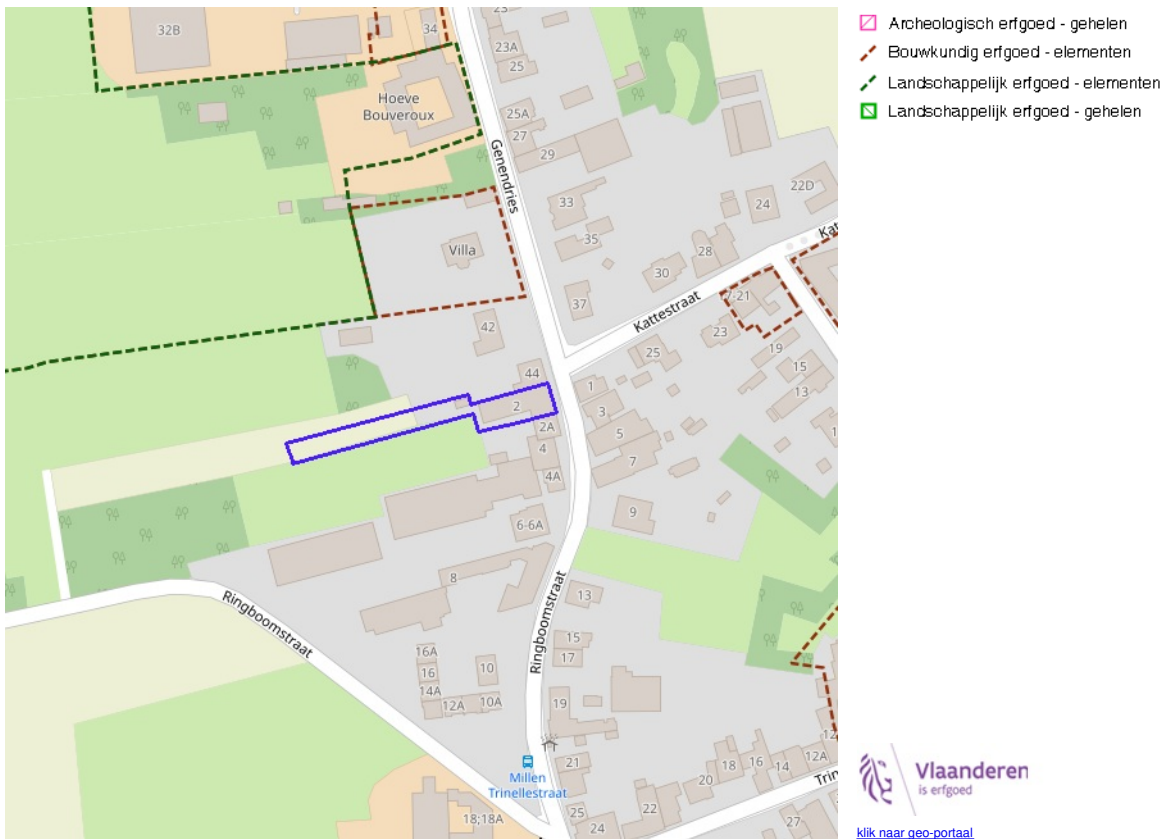 32B
34
23
23A
25
Hoeve
Bouveroux
25A
27
29
Genendries
22D
33
24
35
28
Villa
30
37
Kattestraat
7-21
42
23
19
25
15
44
1
13
2
3
2A
5
4
7
4A
9
6-6A
8
Ringboomstraat
13
Ringboomstraat
15
16A
17
16
10
14A
12A
10A
19
12A
14
16
18
21
20
Millen
Trinellestraat
22
25
18;18A
24
27
Archeologisch erfgoed - gehelen
Bouwkundig erfgoed - elementen
Landschappelijk erfgoed - elementen
Landschappelijk erfgoed - gehelen
Vlaanderen
is erfgoed
klik naar geo-portaal